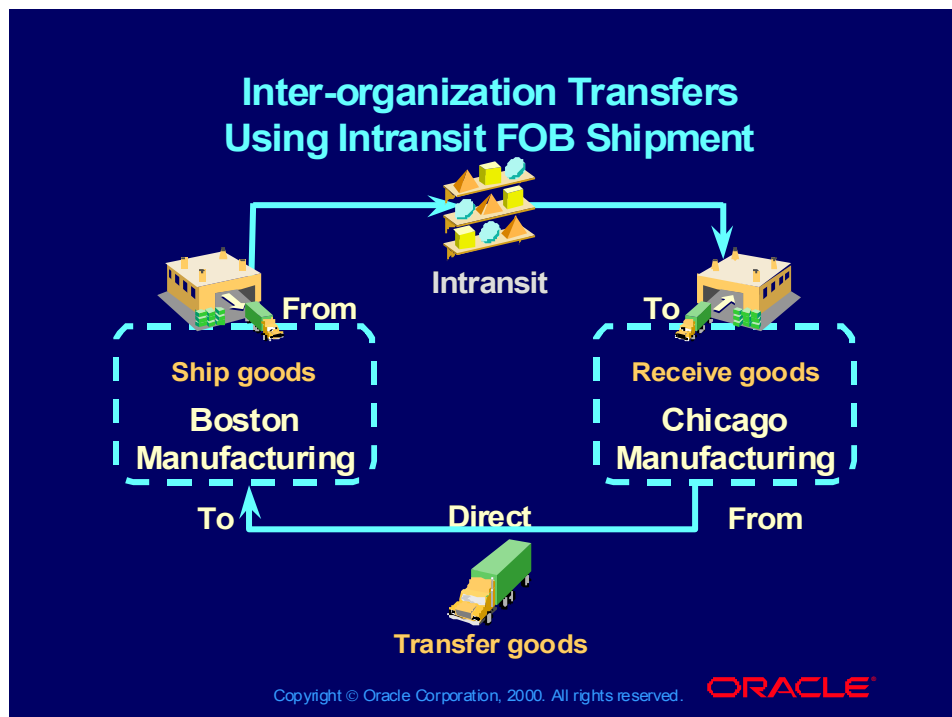 Inter-organization Transfers
Using Intransit FOB Shipment
Intransit
From
To
Ship goods
Receive goods
Boston
Manufacturing
Chicago
Manufacturing
To
Direct
From
Transfer goods
Copyright © Oracle Corporation, 2000. All rights reserved.
ORACLE®